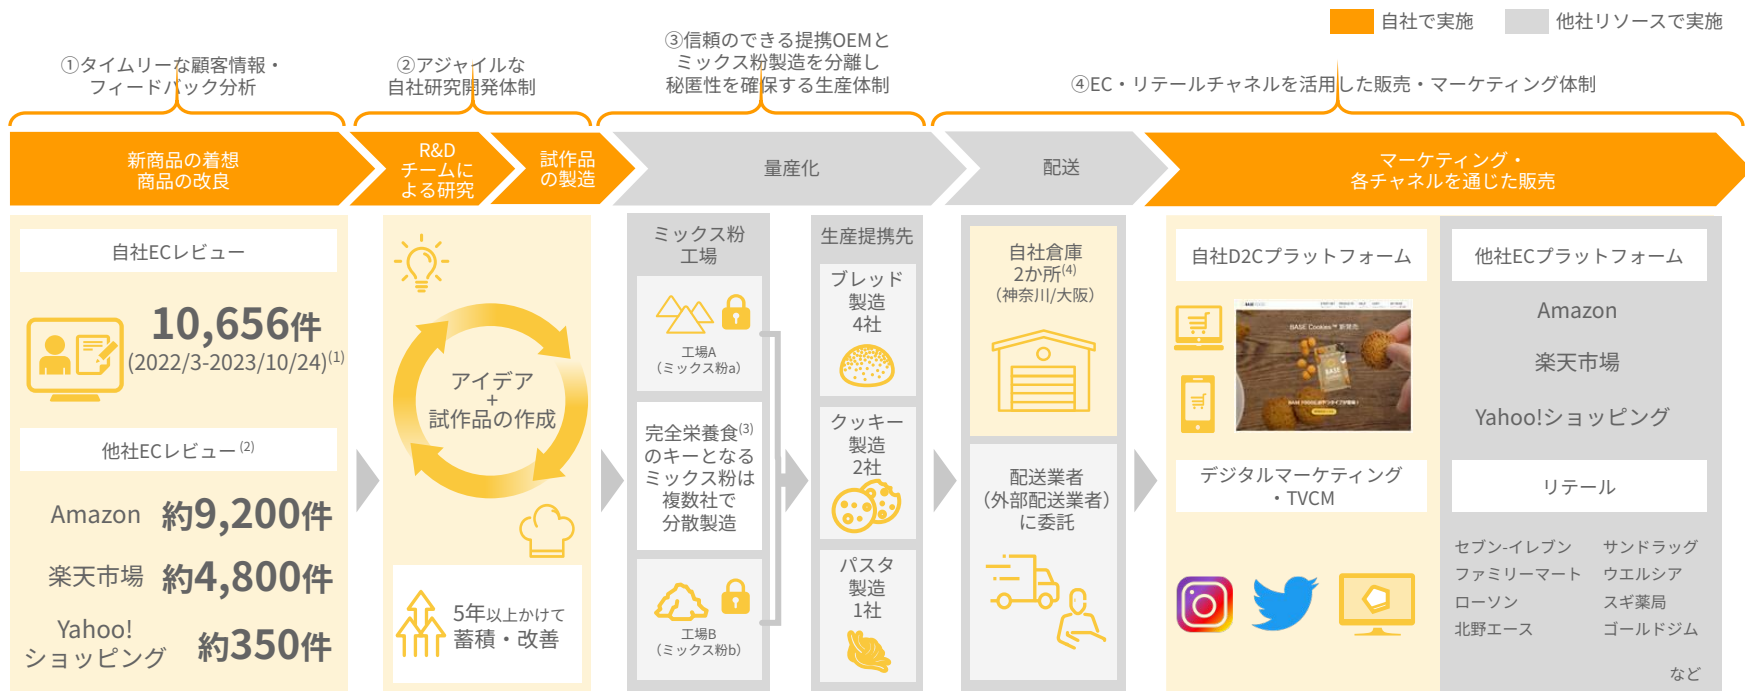 自社で実施
他社リソースで実施
①タイムリーな顧客情報・
フィードバック分析
②アジャイルな
自社研究開発体制
③信頼のできる提携OEMと
ミックス粉製造を分離し
秘匿性を確保する生産体制
④EC・リテールチャネルを活用した販売・マーケティング体制
新商品の着想
商品の改良
R&D
チームに
よる研究
試作品
の製造
量産化
配送
マーケティング・
各チャネルを通じた販売
自社ECレビュー
10,656件
(2022/3-2023/10/24)(1)
他社ECレビュー(2)
Amazon 約9,200件
楽天市場 約4,800件
Yahoo!
ショッピング 約350件
アイデア
+
試作品の作成
5年以上かけて
蓄積・改善
ミックス粉
工場
工場A
（ミックス粉a）
完全栄養食(3)
のキーとなる
ミックス粉は
複数社で
分散製造
工場B
（ミックス粉b）
生産提携先
ブレッド
製造
4社
クッキー
製造
2社
パスタ
製造
1社
自社倉庫
2か所(4)
（神奈川/大阪）
配送業者
（外部配送業者）
に委託
自社D2Cプラットフォーム
BASE Cookies™ 新発売
デジタルマーケティング
・TVCM
他社ECプラットフォーム
Amazon
楽天市場
Yahoo!ショッピング
リテール
セブン-イレブン サンドラッグ
ファミリーマート ウエルシア
ローソン スギ薬局
北野エース ゴールドジム
など